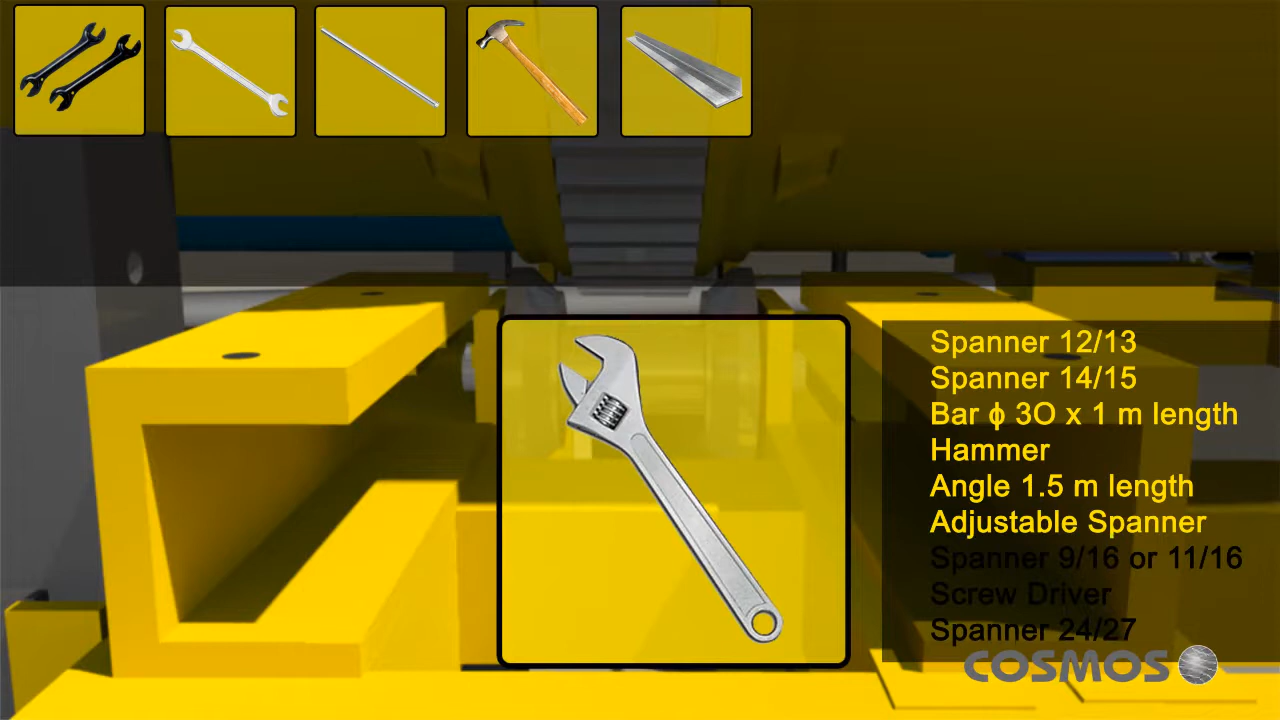 Spanner 12/13
Spanner 14/15
Bar ϕ 3O x 1 m length
Hammer
Angle 1.5 m length
Adjustable Spanner
Spanner 9/16 or 11/16
Screw Driver
Spanner 24/27
COSMOS